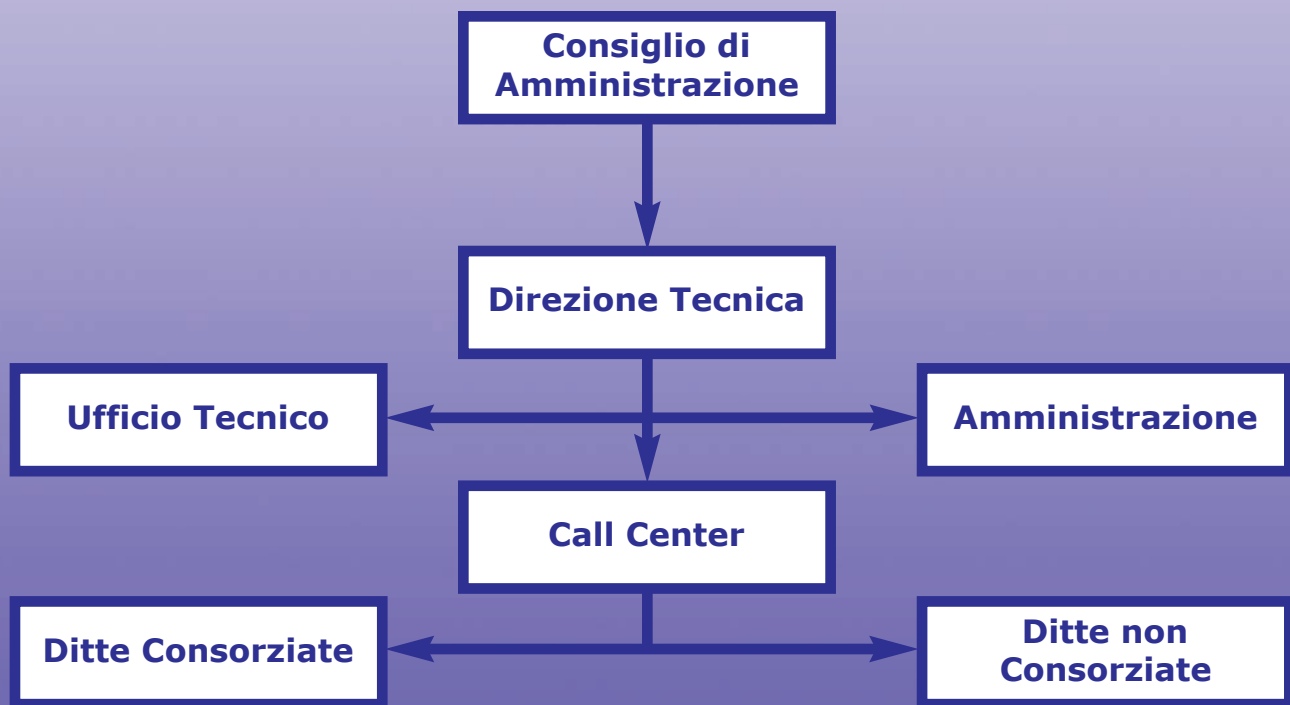 Consiglio di
Amministrazione
Direzione Tecnica
Ufficio Tecnico
Amministrazione
Call Center
Ditte Consorziate
Ditte non
Consorziate